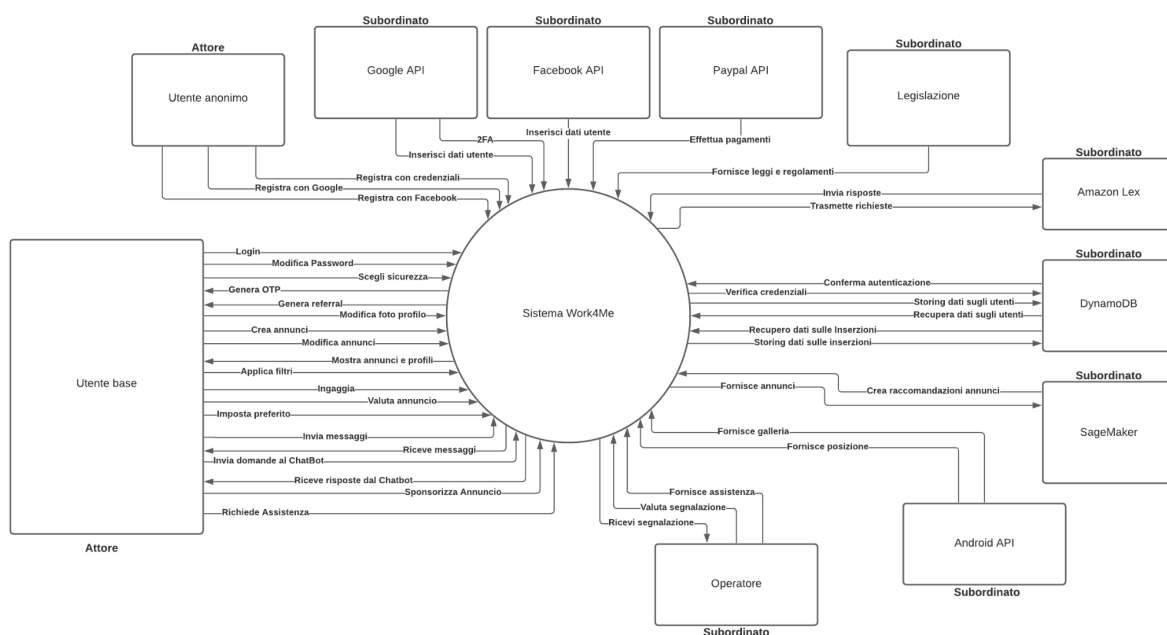 Attore
Utente anonimo
Subordinato
Google API
Subordinato
Facebook API
Subordinato
Paypal API
Subordinato
Legislazione
2FA
Inserisci dati utente
Inserisci dati utente
Effettua pagamenti
Fornisce leggi e regolamenti
Registra con credenziali
Registra con Google
Registra con Facebook
Subordinato
Amazon Lex
Invia risposte
Trasmette richieste
Utente base
Attore
Login
Modifica Password
Scegli sicurezza
Genera OTP
Genera referral
Modifica foto profilo
Crea annunci
Modifica annunci
Mostra annunci e profili
Applica filtri
Ingaggia
Valuta annuncio
Imposta preferito
Invia messaggi
Riceve messaggi
Invia domande al ChatBot
Riceve risposte dal Chatbot
Sponsorizza Annuncio
Richiede Assistenza
Sistema Work4Me
Subordinato
DynamoDB
Conferma autenticazione
Verifica credenziali
Storing dati sugli utenti
Recupera dati sugli utenti
Recupero dati sulle Inserzioni
Storing dati sulle inserzioni
Subordinato
SageMaker
Crea raccomandazioni annunci
Fornisce annunci
Fornisce galleria
Fornisce posizione
Android API
Subordinato
Fornisce assistenza
Valuta segnalazione
Ricevi segnalazione
Operatore
Subordinato